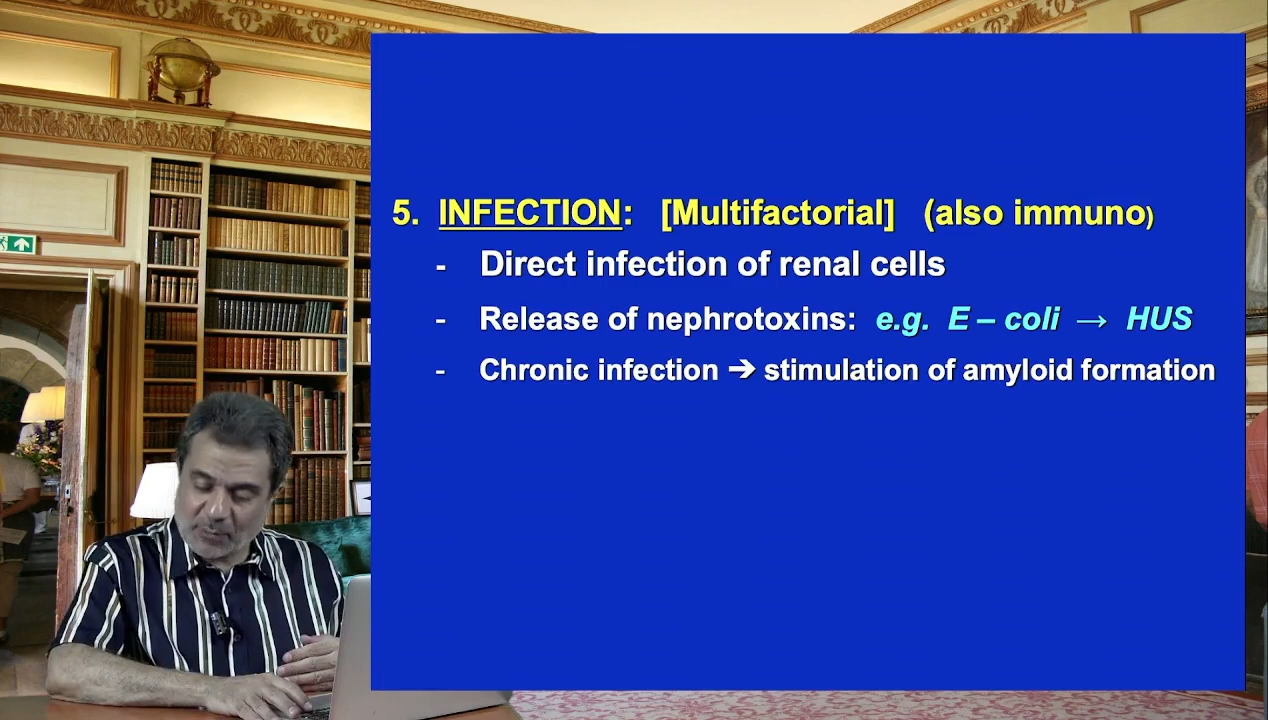 5. INFECTION: [Multifactorial] (also immuno)
- Direct infection of renal cells
- Release of nephrotoxins: e.g. E – coli → HUS
- Chronic infection ➔ stimulation of amyloid formation